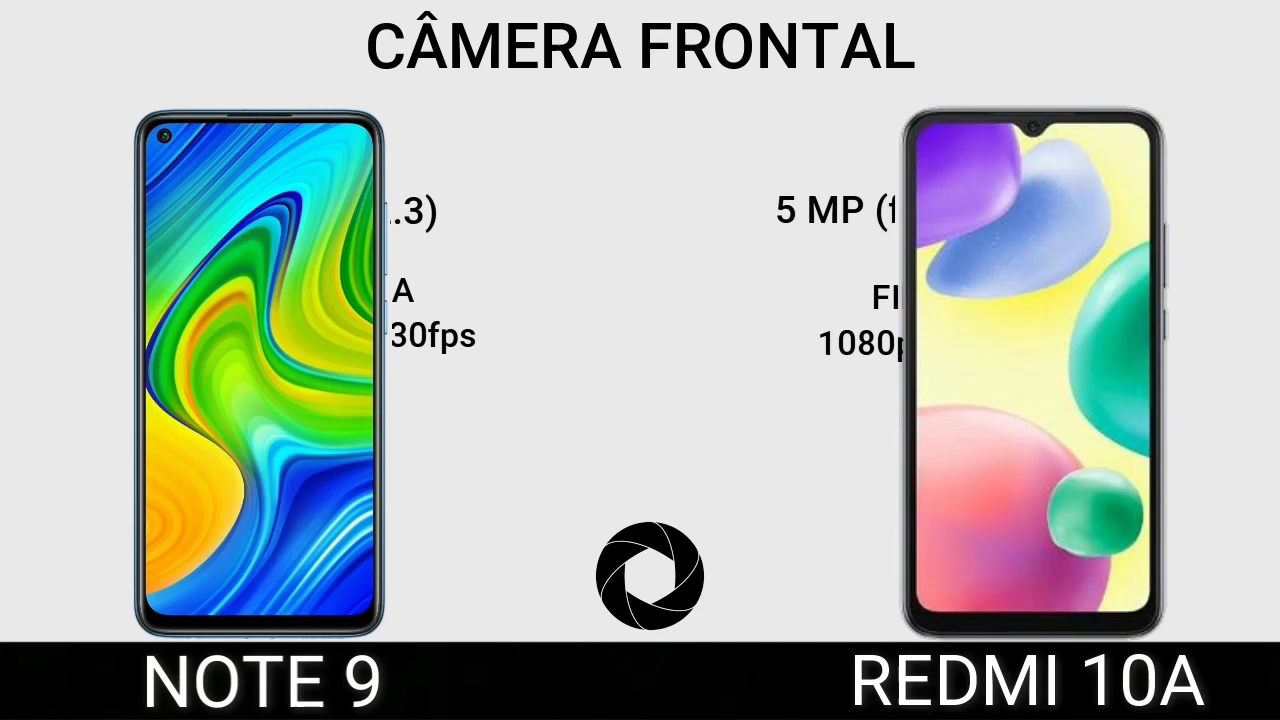 CÂMERA FRONTAL
.3)
A
30fps
5 MP (f
FI
1080p
NOTE 9
REDMI 10A